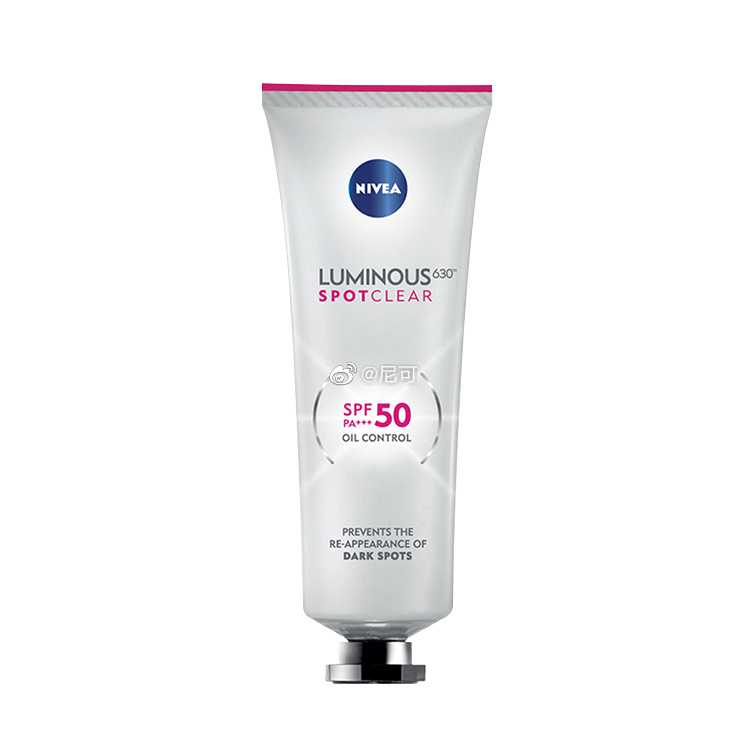 NIVEA
LUMINOUS630™
SPOTCLEAR
@尼可
SPF 50
PA+++
OIL CONTROL
PREVENTS THE
RE-APPEARANCE OF
DARK SPOTS